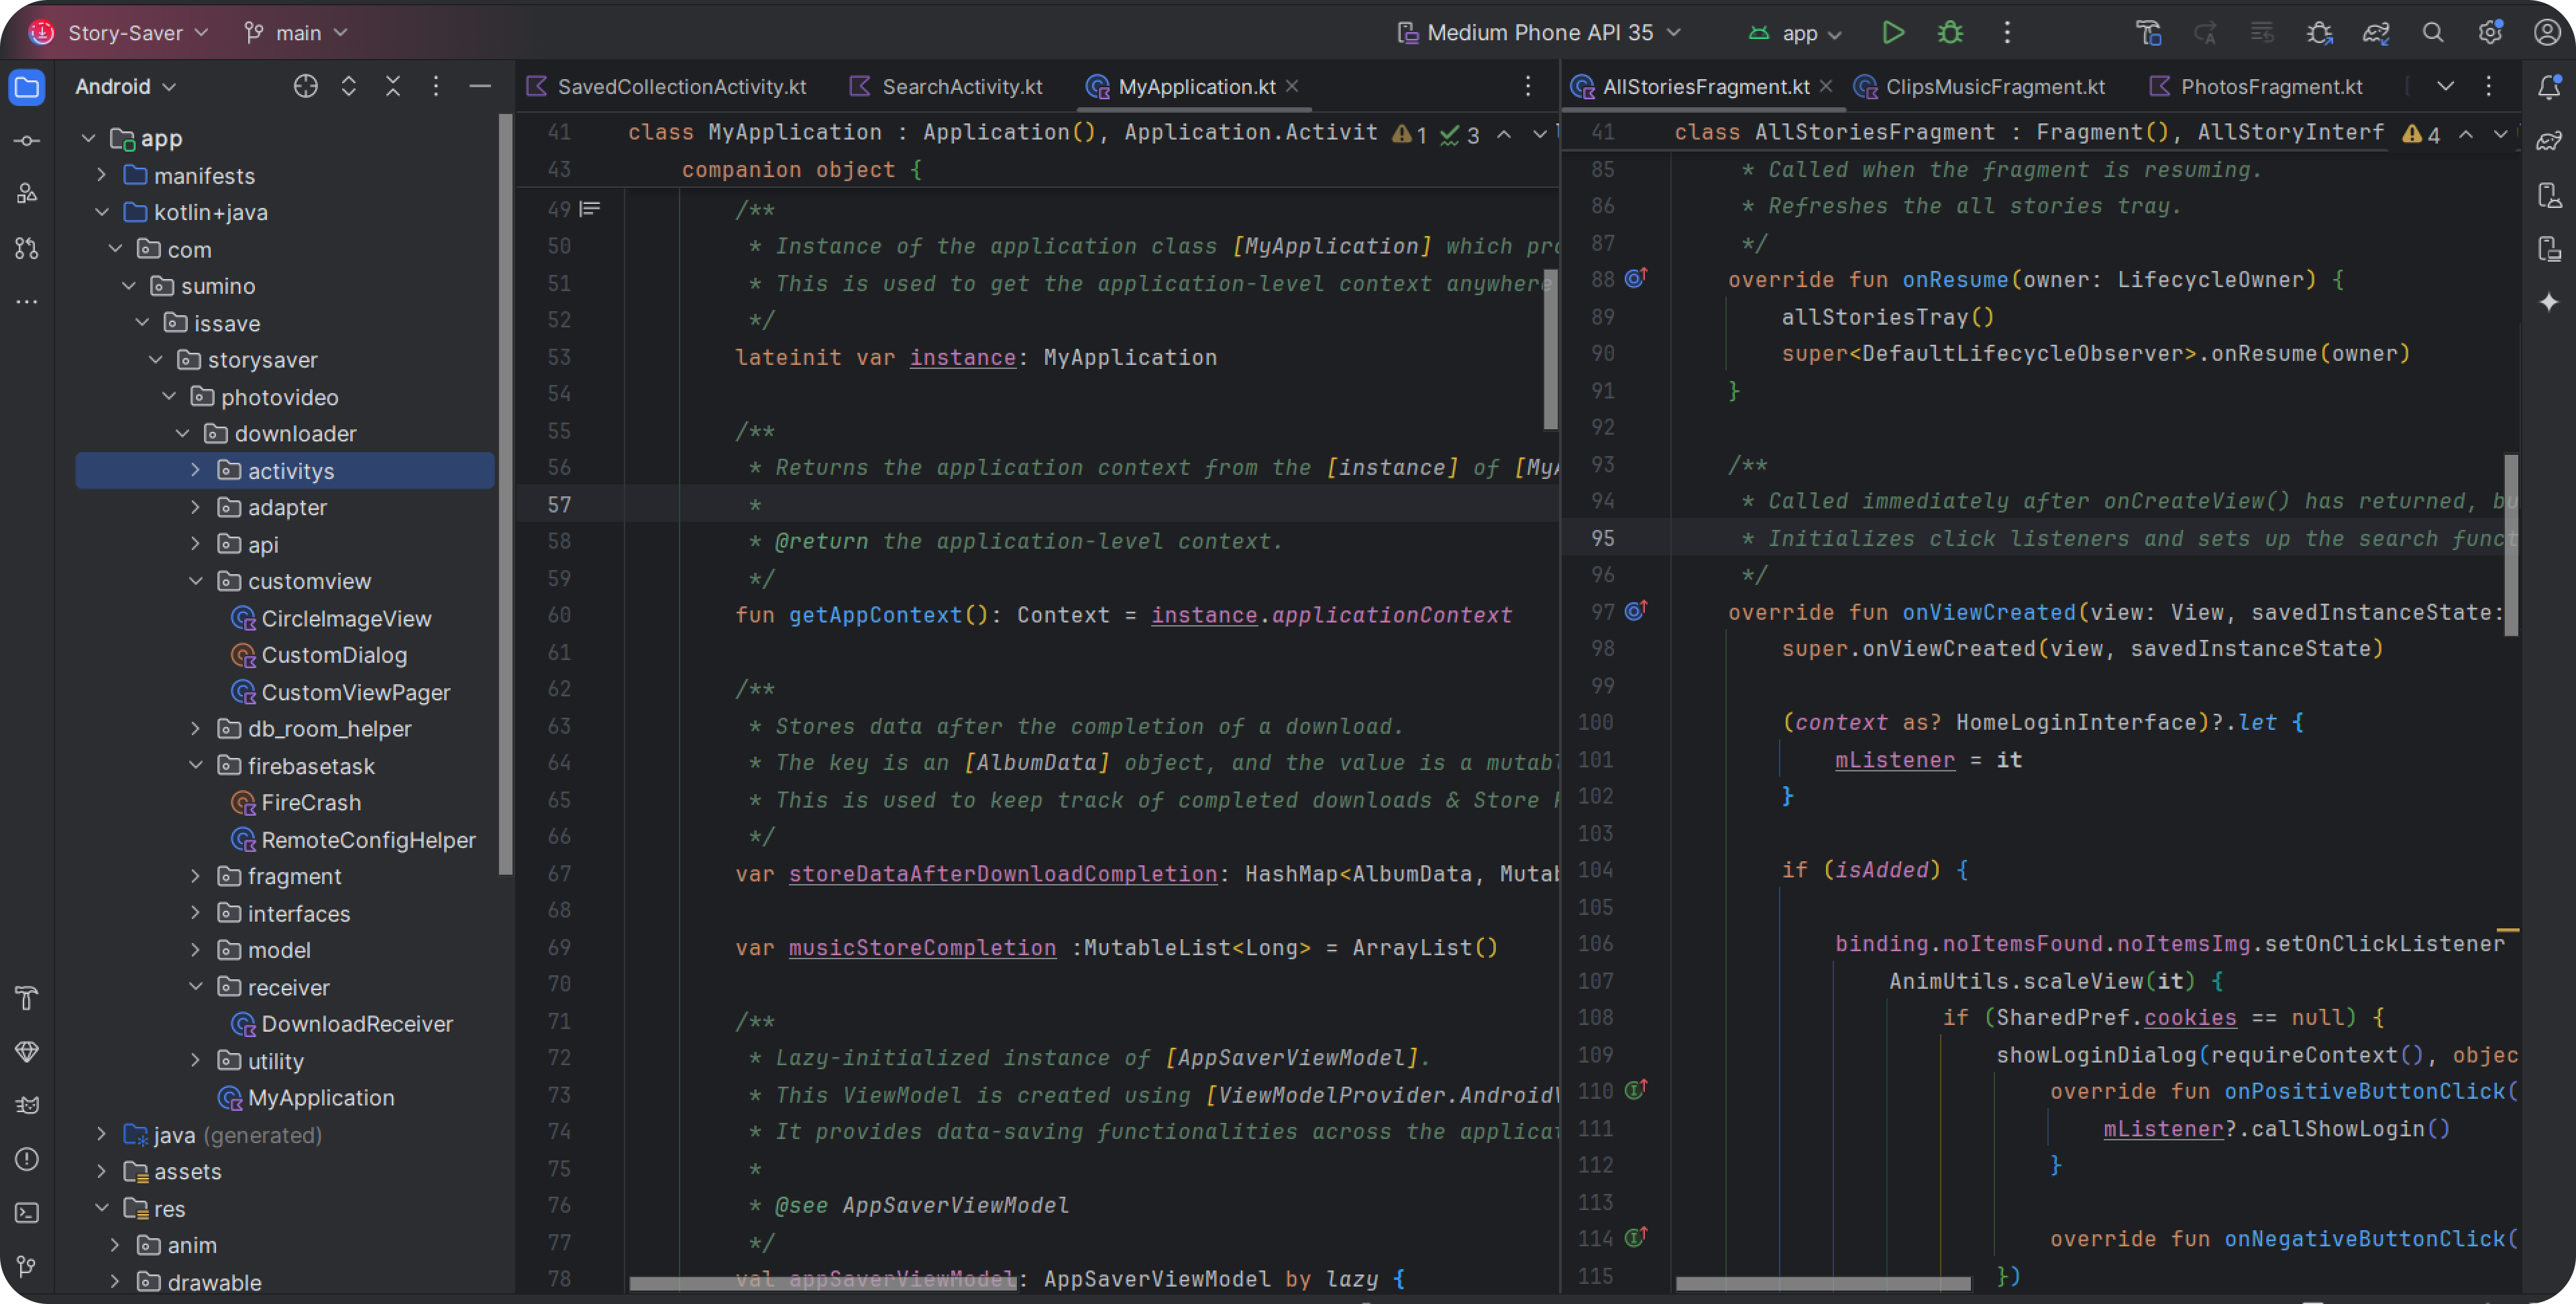 Story-Saver
main
Medium Phone API 35
app
Android
app
manifests
kotlin+java
com
sumino
issave
storysaver
photovideo
downloader
activitys
adapter
api
customview
CircleImageView
CustomDialog
CustomViewPager
db_room_helper
firebasetask
FireCrash
RemoteConfigHelper
fragment
interfaces
model
receiver
DownloadReceiver
utility
MyApplication
java (generated)
assets
res
anim
drawable
SavedCollectionActivity.kt
SearchActivity.kt
MyApplication.kt
41 class MyApplication : Application(), Application.Activit
1 3
43 companion object {
49 /**
50 * Instance of the application class [MyApplication] which pro
51 * This is used to get the application-level context anywhere
52 */
53 lateinit var instance: MyApplication
54
55 /**
56 * Returns the application context from the [instance] of [MyA
57 *
58 * @return the application-level context.
59 */
60 fun getAppContext(): Context = instance.applicationContext
61
62 /**
63 * Stores data after the completion of a download.
64 * The key is an [AlbumData] object, and the value is a mutabl
65 * This is used to keep track of completed downloads & Store
66 */
67 var storeDataAfterDownloadCompletion: HashMap<AlbumData, Mutab
68
69 var musicStoreCompletion :MutableList<Long> = ArrayList()
70
71 /**
72 * Lazy-initialized instance of [AppSaverViewModel].
73 * This ViewModel is created using [ViewModelProvider.AndroidV
74 * It provides data-saving functionalities across the applicat
75 *
76 * @see AppSaverViewModel
77 */
78 val appSaverViewModel: AppSaverViewModel by lazy {
AllStoriesFragment.kt
ClipsMusicFragment.kt
PhotosFragment.kt
41 class AllStoriesFragment : Fragment(), AllStoryInterf
4
85 * Called when the fragment is resuming.
86 * Refreshes the all stories tray.
87 */
88 override fun onResume(owner: LifecycleOwner) {
89 allStoriesTray()
90 super<DefaultLifecycleObserver>.onResume(owner)
91 }
92
93 /**
94 * Called immediately after onCreateView() has returned, bu
95 * Initializes click listeners and sets up the search funct
96 */
97 override fun onViewCreated(view: View, savedInstanceState:
98 super.onViewCreated(view, savedInstanceState)
99
100 (context as? HomeLoginInterface)?.let {
101 mListener = it
102 }
103
104 if (isAdded) {
105
106 binding.noItemsFound.noItemsImg.setOnClickListener
107 AnimUtils.scaleView(it) {
108 if (SharedPref.cookies == null) {
109 showLoginDialog(requireContext(), objec
110 override fun onPositiveButtonClick(
111 mListener?.callShowLogin()
112 }
113
114 override fun onNegativeButtonClick(
115 })